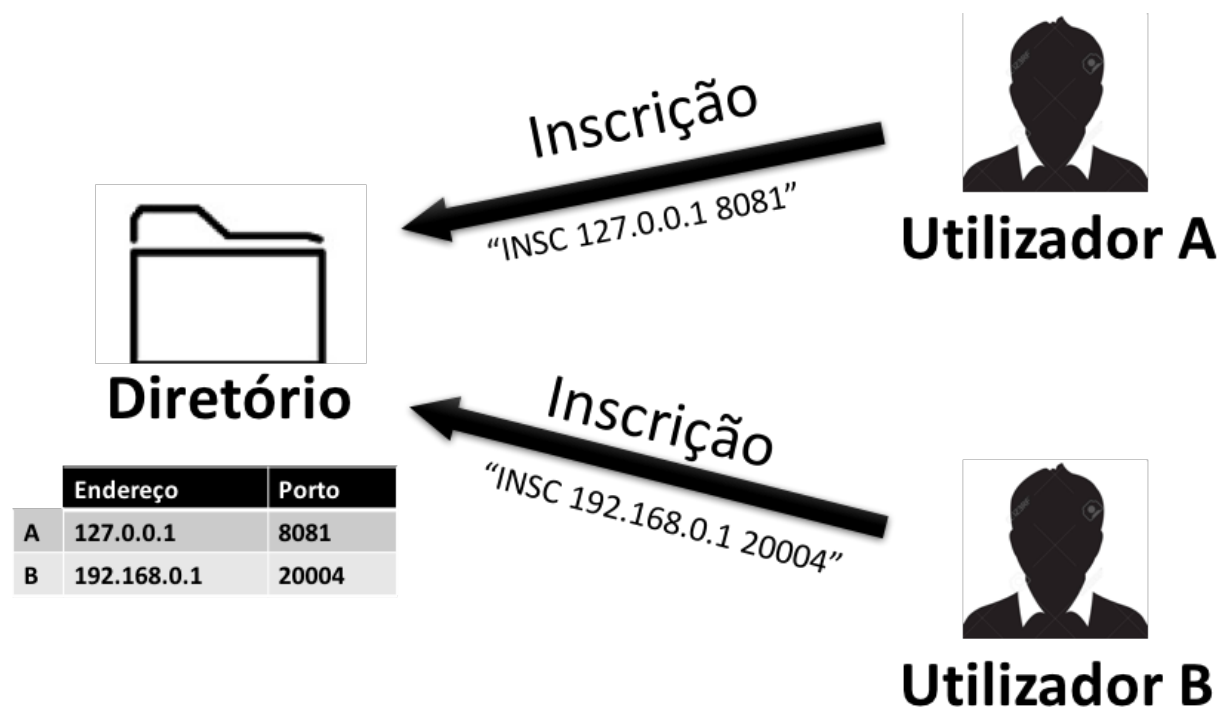 Inscrição
“INSC 127.0.0.1 8081”
Utilizador A
Diretório
Inscrição
“INSC 192.168.0.1 20004”
Endereço Porto
A 127.0.0.1 8081
B 192.168.0.1 20004
Utilizador B